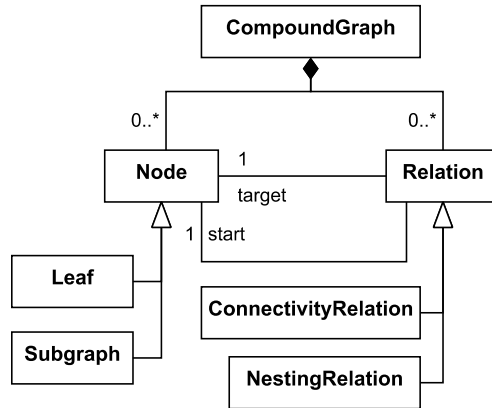 CompoundGraph
0..*
0..*
Node
1
target
Relation
1 start
Leaf
Subgraph
ConnectivityRelation
NestingRelation